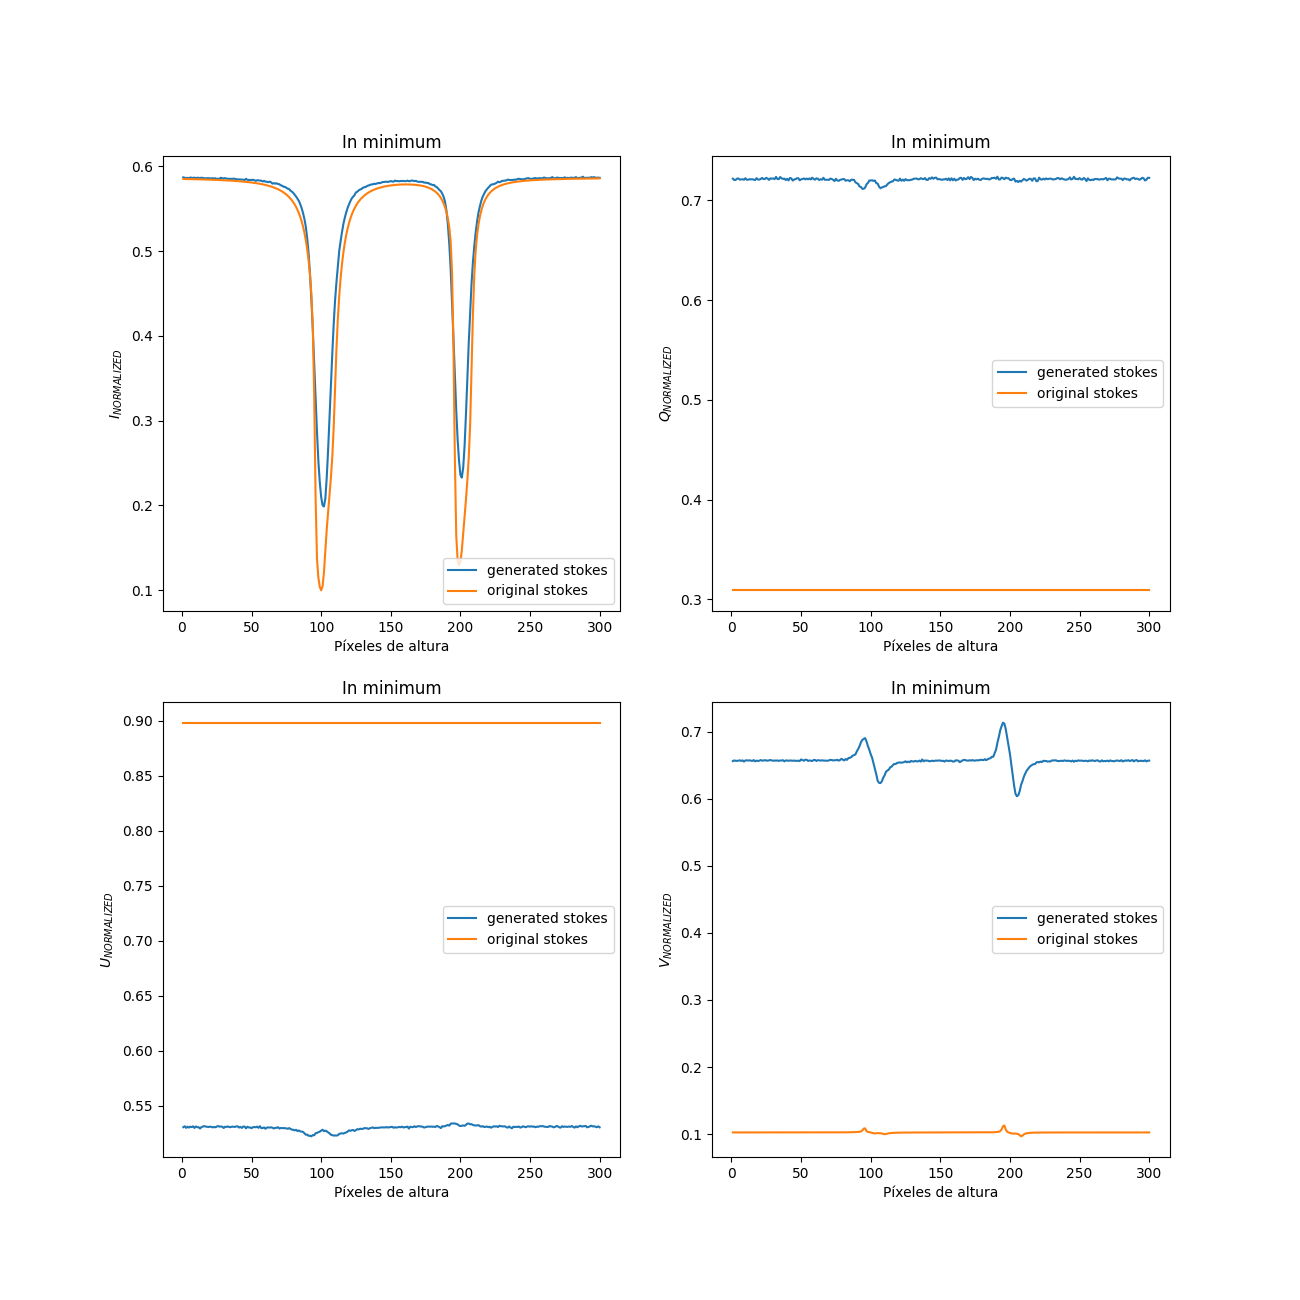 In minimum
0.6
0.5
0.4
0.3
0.2
0.1
I_NORMALIZED
generated stokes
original stokes
0 50 100 150 200 250 300
Píxeles de altura
In minimum
0.7
0.6
0.5
0.4
0.3
Q_NORMALIZED
generated stokes
original stokes
0 50 100 150 200 250 300
Píxeles de altura
In minimum
0.90
0.85
0.80
0.75
0.70
0.65
0.60
0.55
U_NORMALIZED
generated stokes
original stokes
0 50 100 150 200 250 300
Píxeles de altura
In minimum
0.7
0.6
0.5
0.4
0.3
0.2
0.1
V_NORMALIZED
generated stokes
original stokes
0 50 100 150 200 250 300
Píxeles de altura